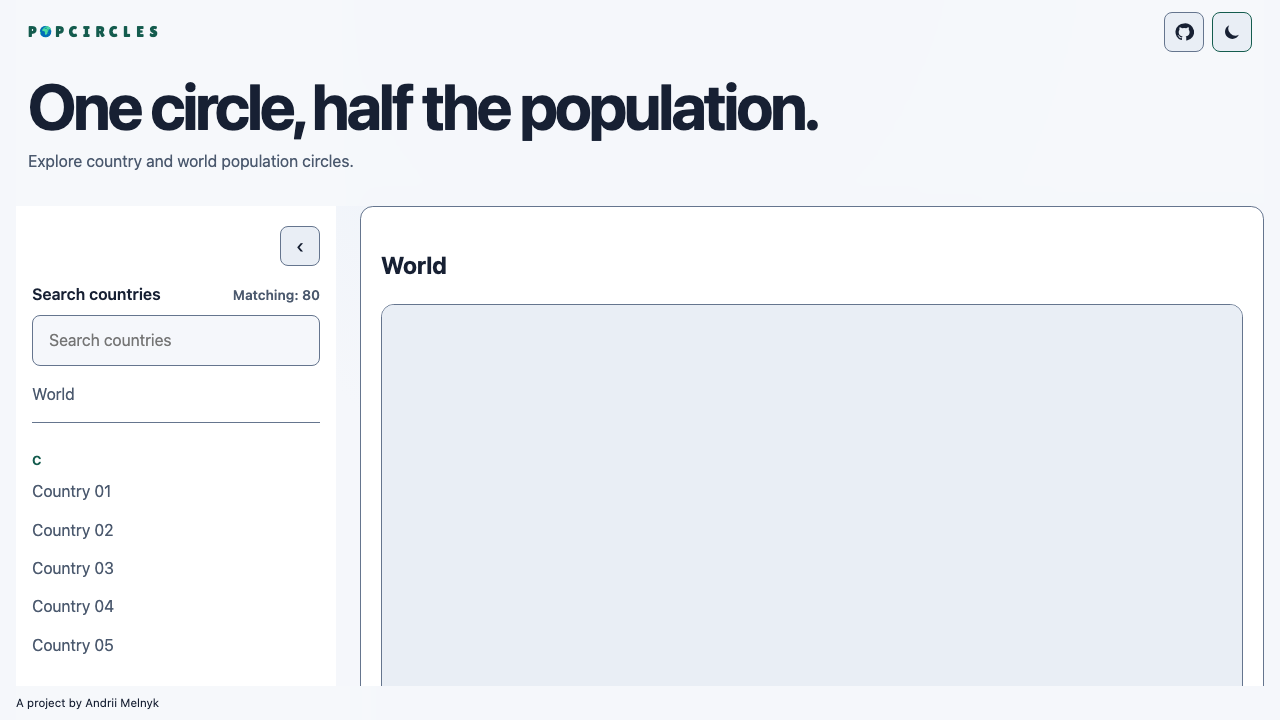 P🌍PCIRCLES
One circle, half the population.
Explore country and world population circles.
‹
Search countries
Matching: 80
Search countries
World
C
Country 01
Country 02
Country 03
Country 04
Country 05
World
A project by Andrii Melnyk